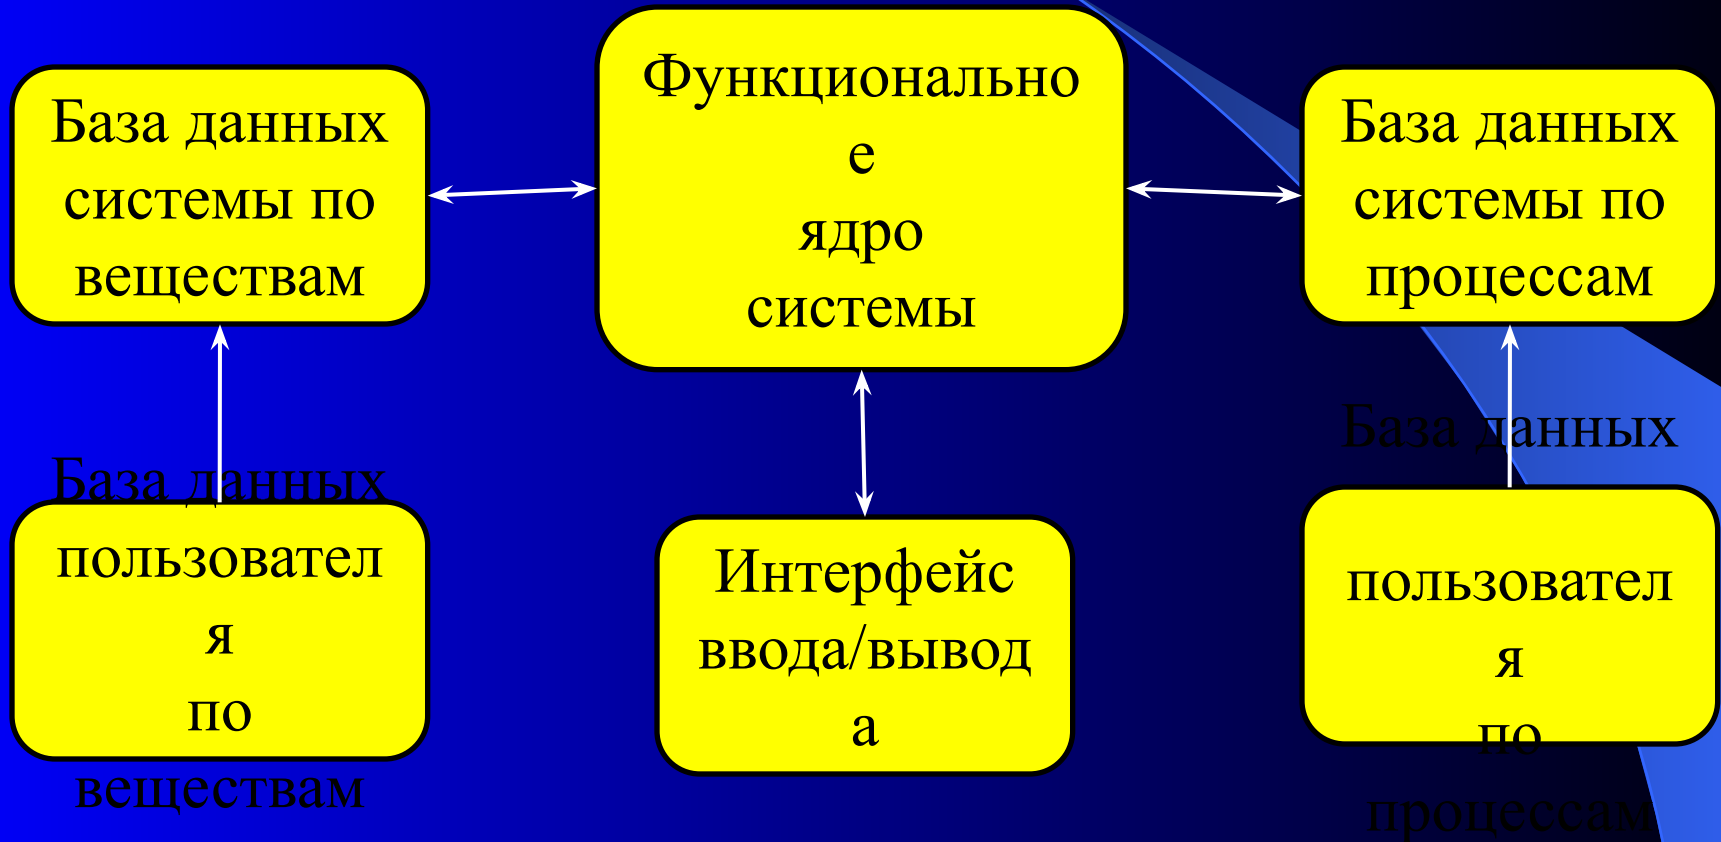 База данных
системы по
веществам
Функционально
е
ядро
системы
База данных
системы по
процессам
База данных
пользовател
я
по
веществам
Интерфейс
ввода/вывод
а
База данных
пользовател
я
по
процессам